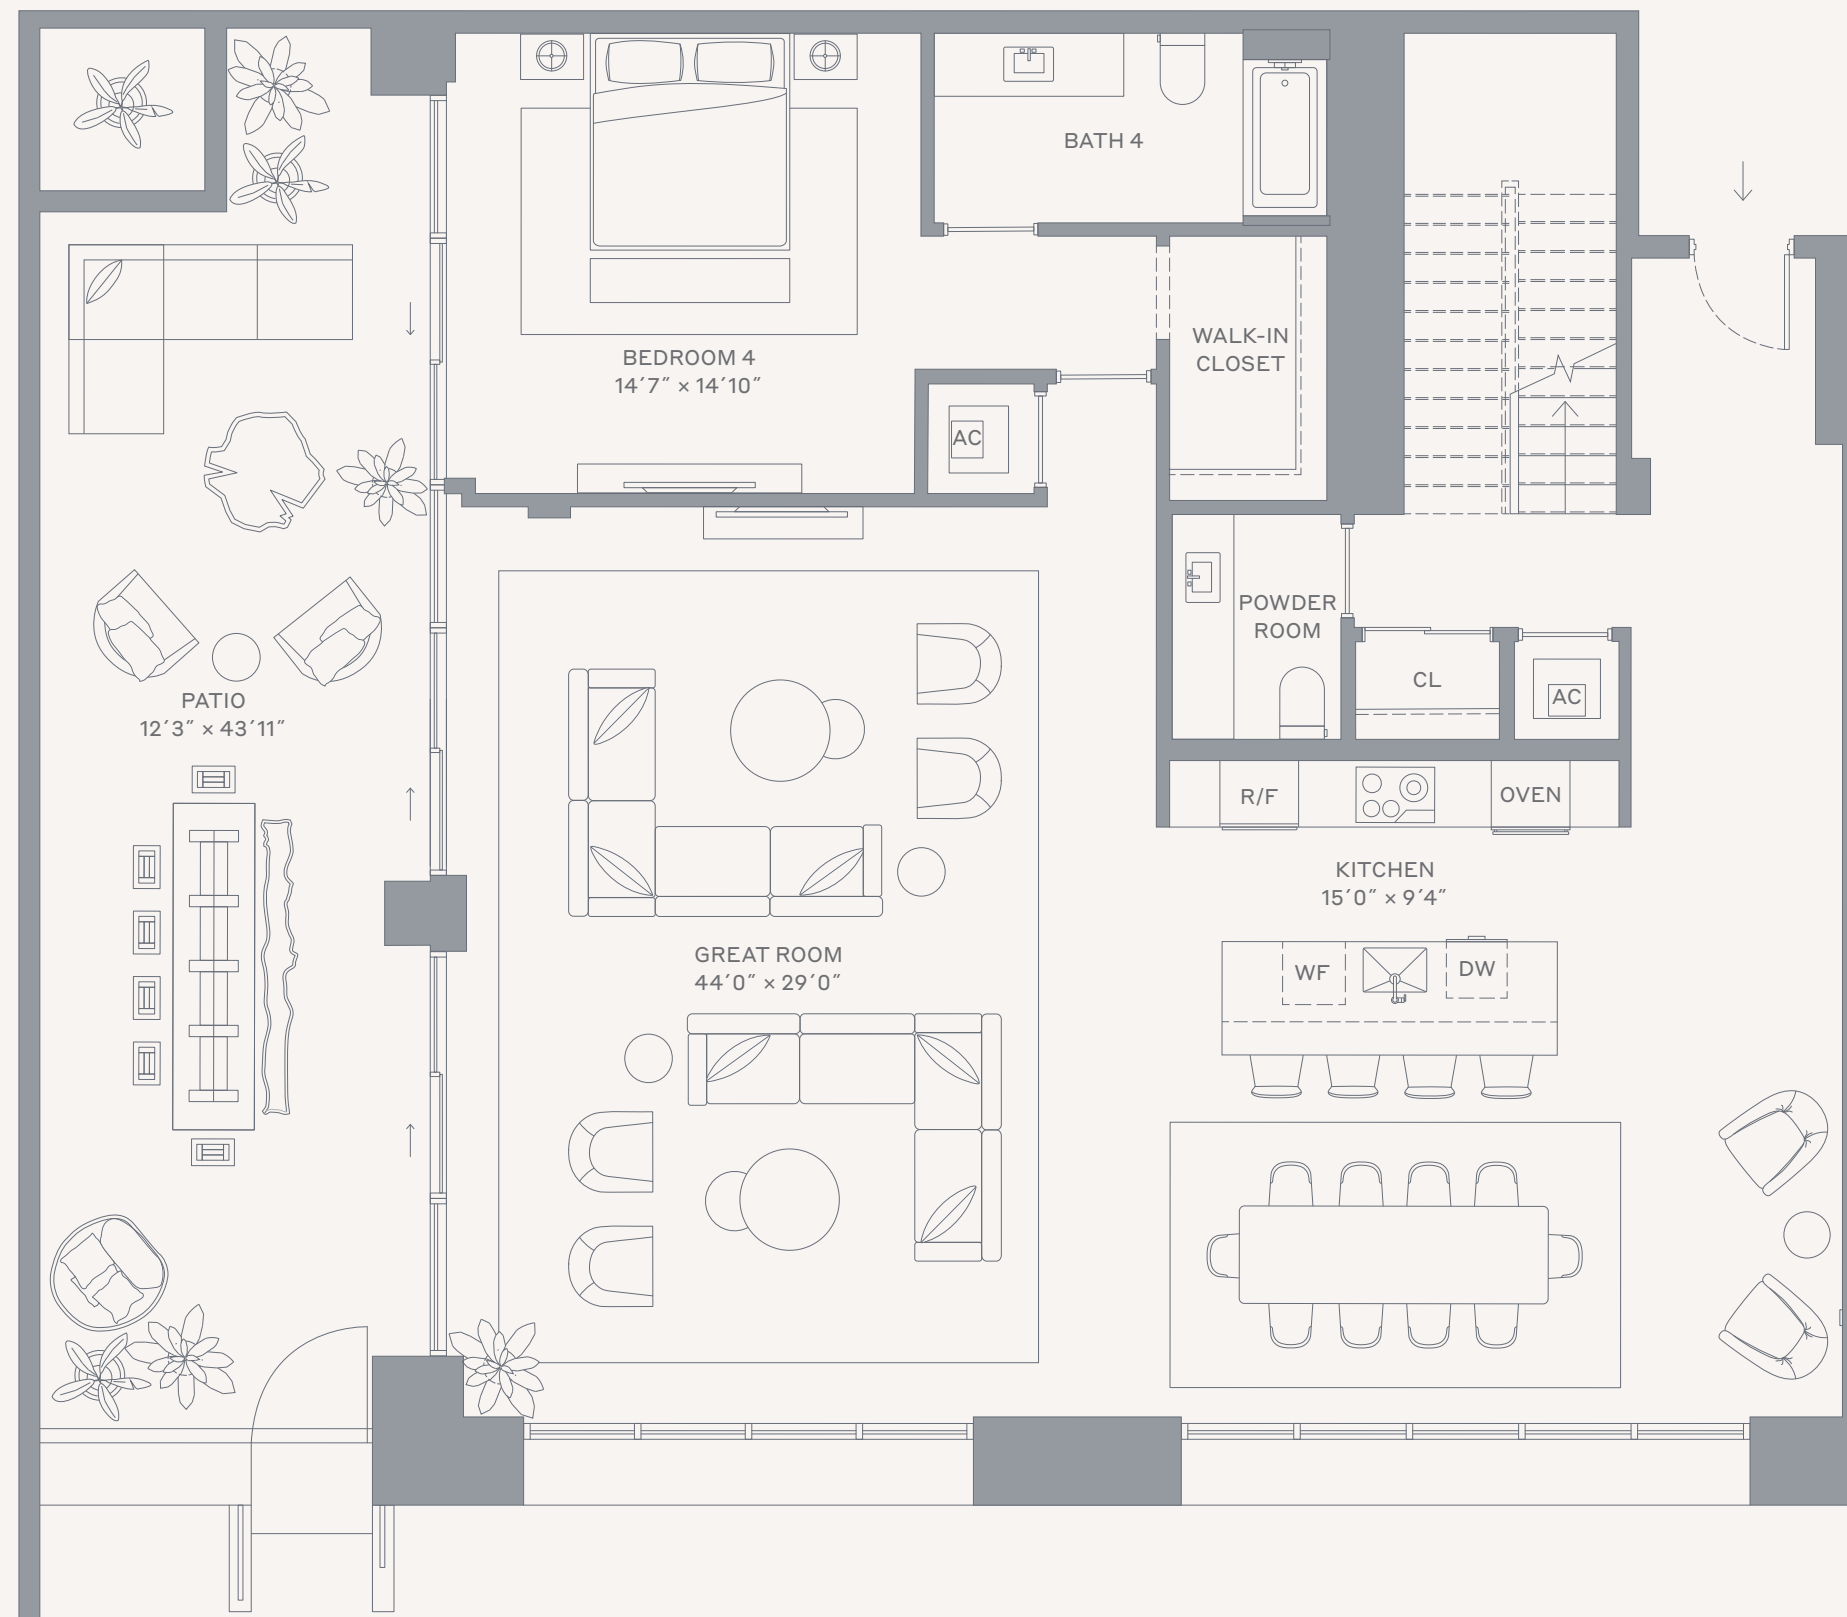 BATH 4
WALK-IN
CLOSET
BEDROOM 4
14′7″ × 14′10″
AC
POWDER
ROOM
CL
AC
PATIO
12′3″ × 43′11″
R/F
OVEN
KITCHEN
15′0″ × 9′4″
GREAT ROOM
44′0″ × 29′0″
WF
DW